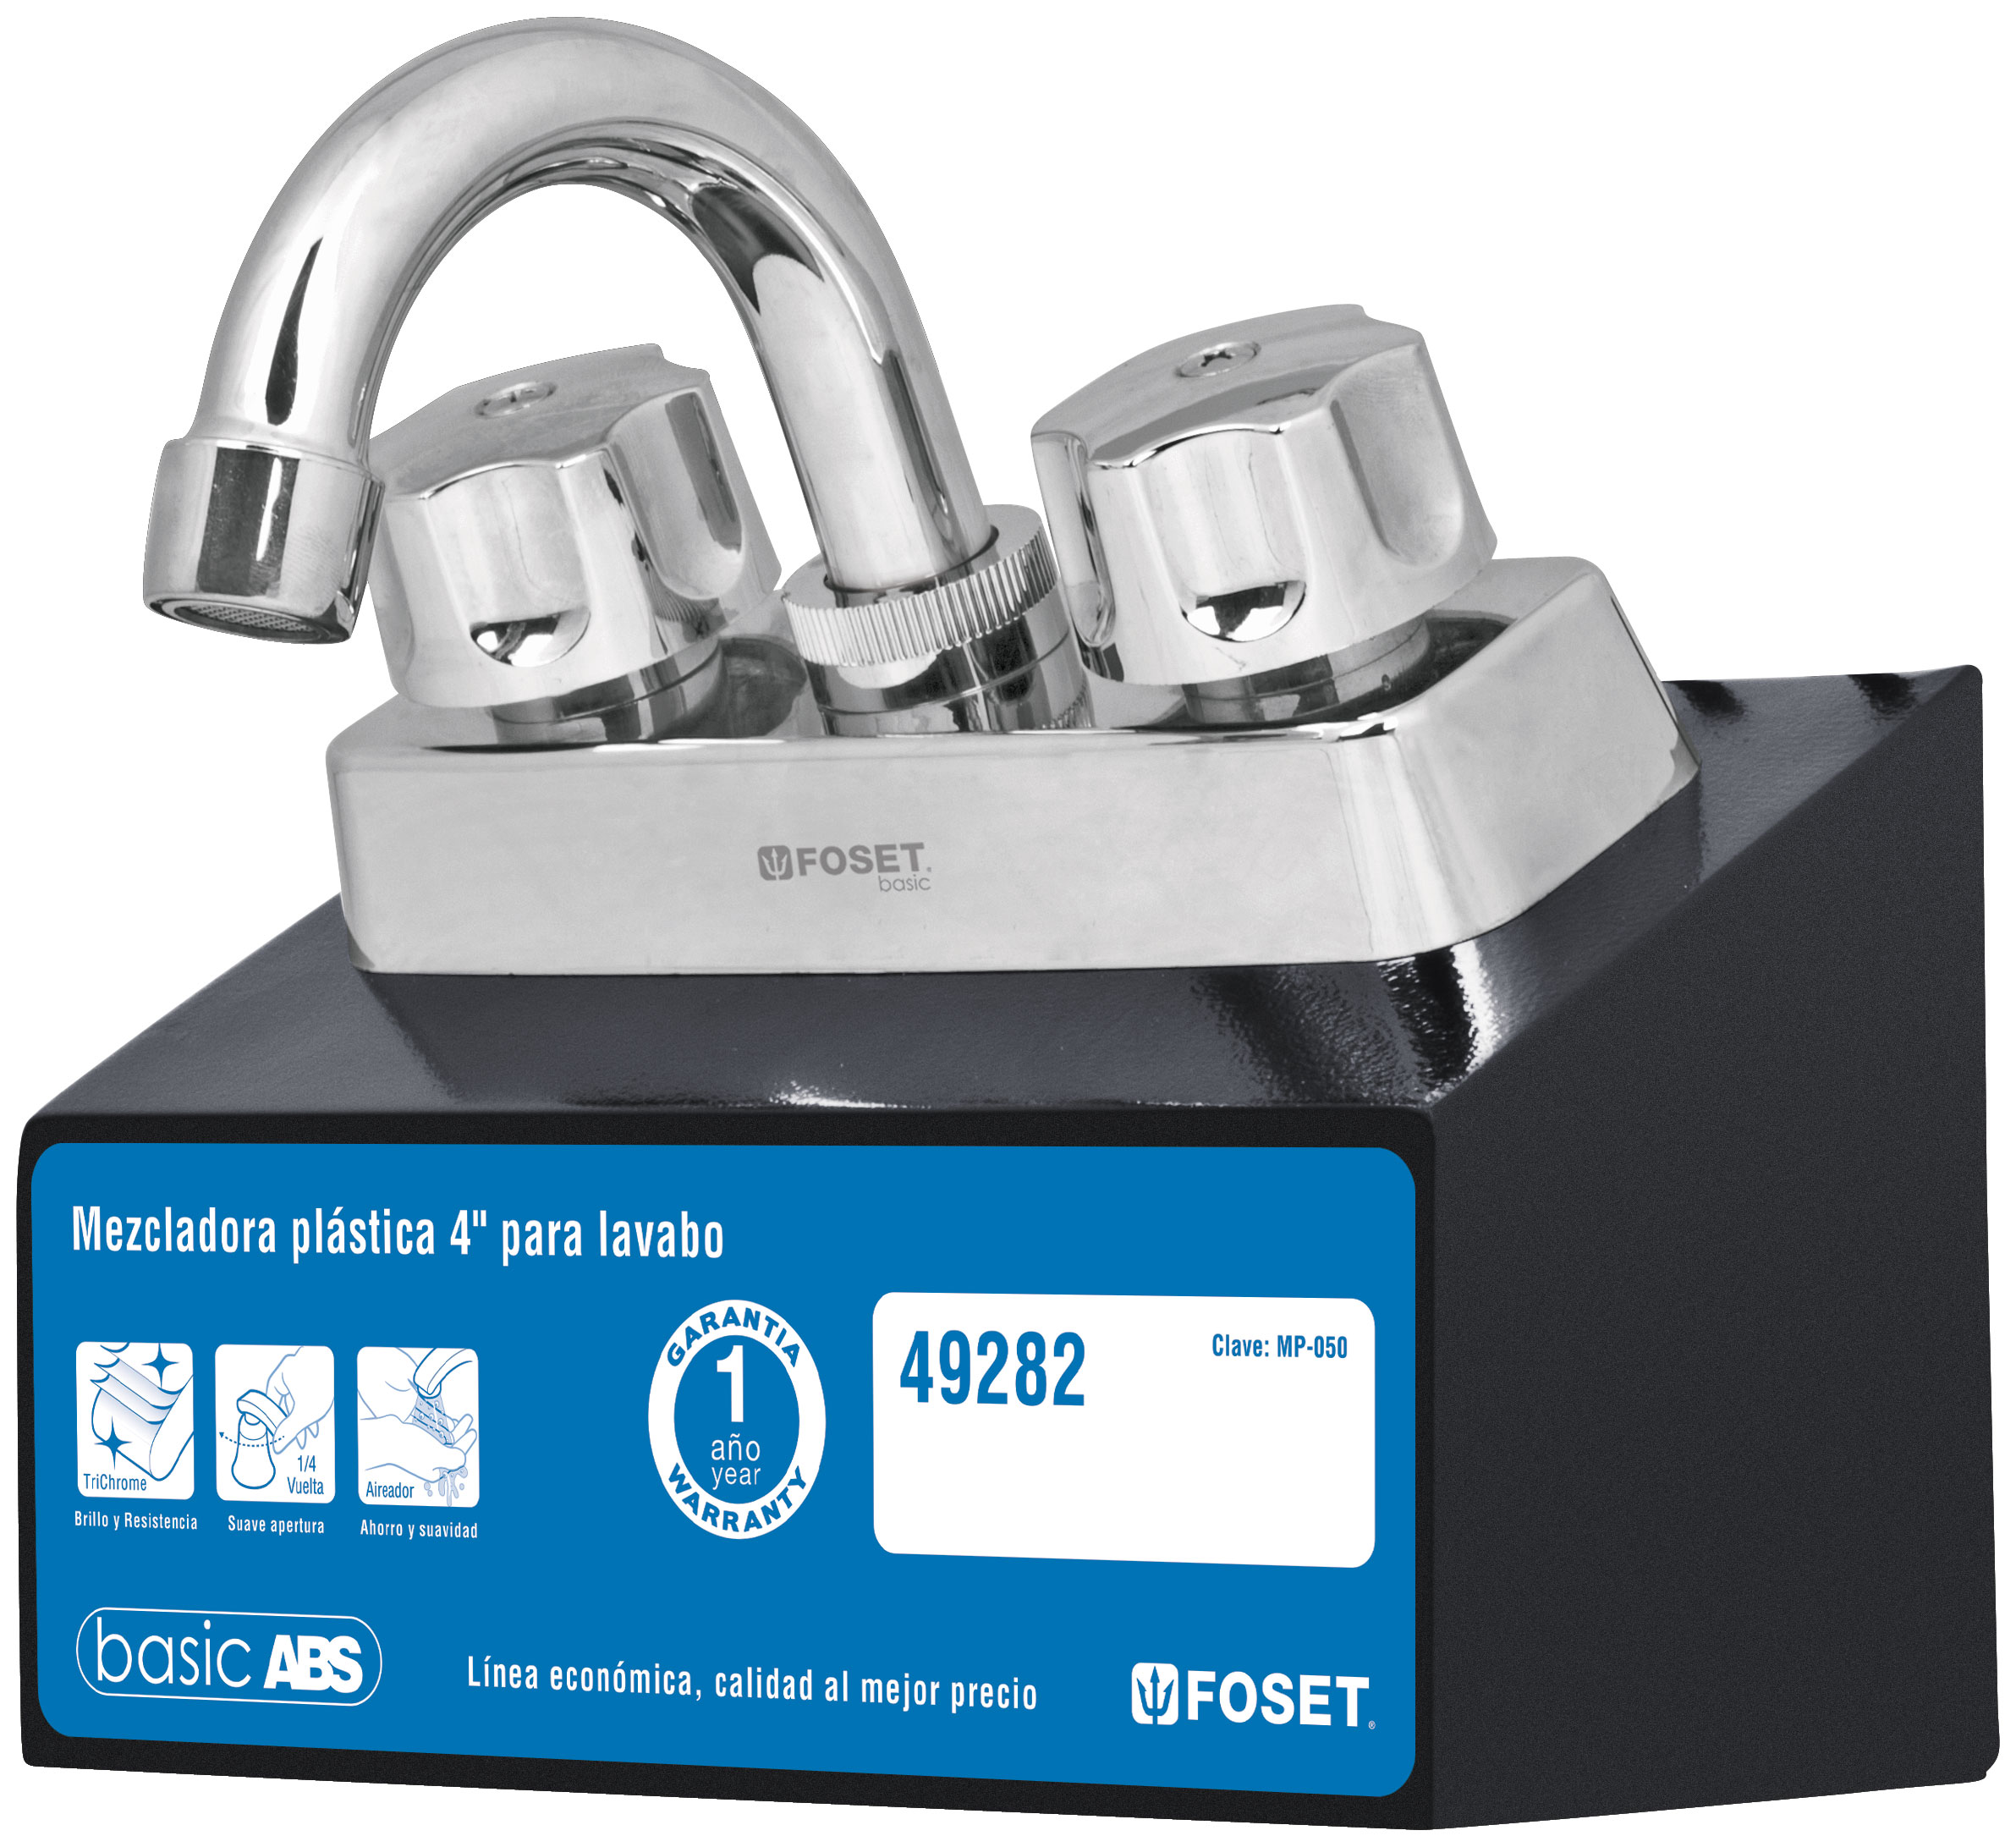 FOSET
basic
Mezcladora plástica 4" para lavabo
TriChrome
Brillo y Resistencia
1/4
Vuelta
Suave apertura
Aireador
Ahorro y suavidad
GARANTIA
1
año
year
WARRANTY
49282
Clave: MP-050
basic ABS
Línea económica, calidad al mejor precio
FOSET®